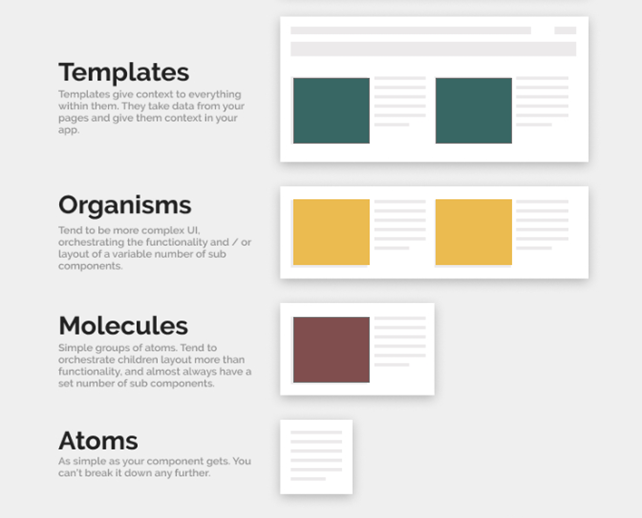 Templates
Templates give context to everything
within them. They take data from your
pages and give them context in your
app.
Organisms
Tend to be more complex UI,
orchestrating the functionality and / or
layout of a variable number of sub
components.
Molecules
Simple groups of atoms. Tend to
orchestrate children layout more than
functionality, and almost always have a
set number of sub components.
Atoms
As simple as your component gets. You
can't break it down any further.